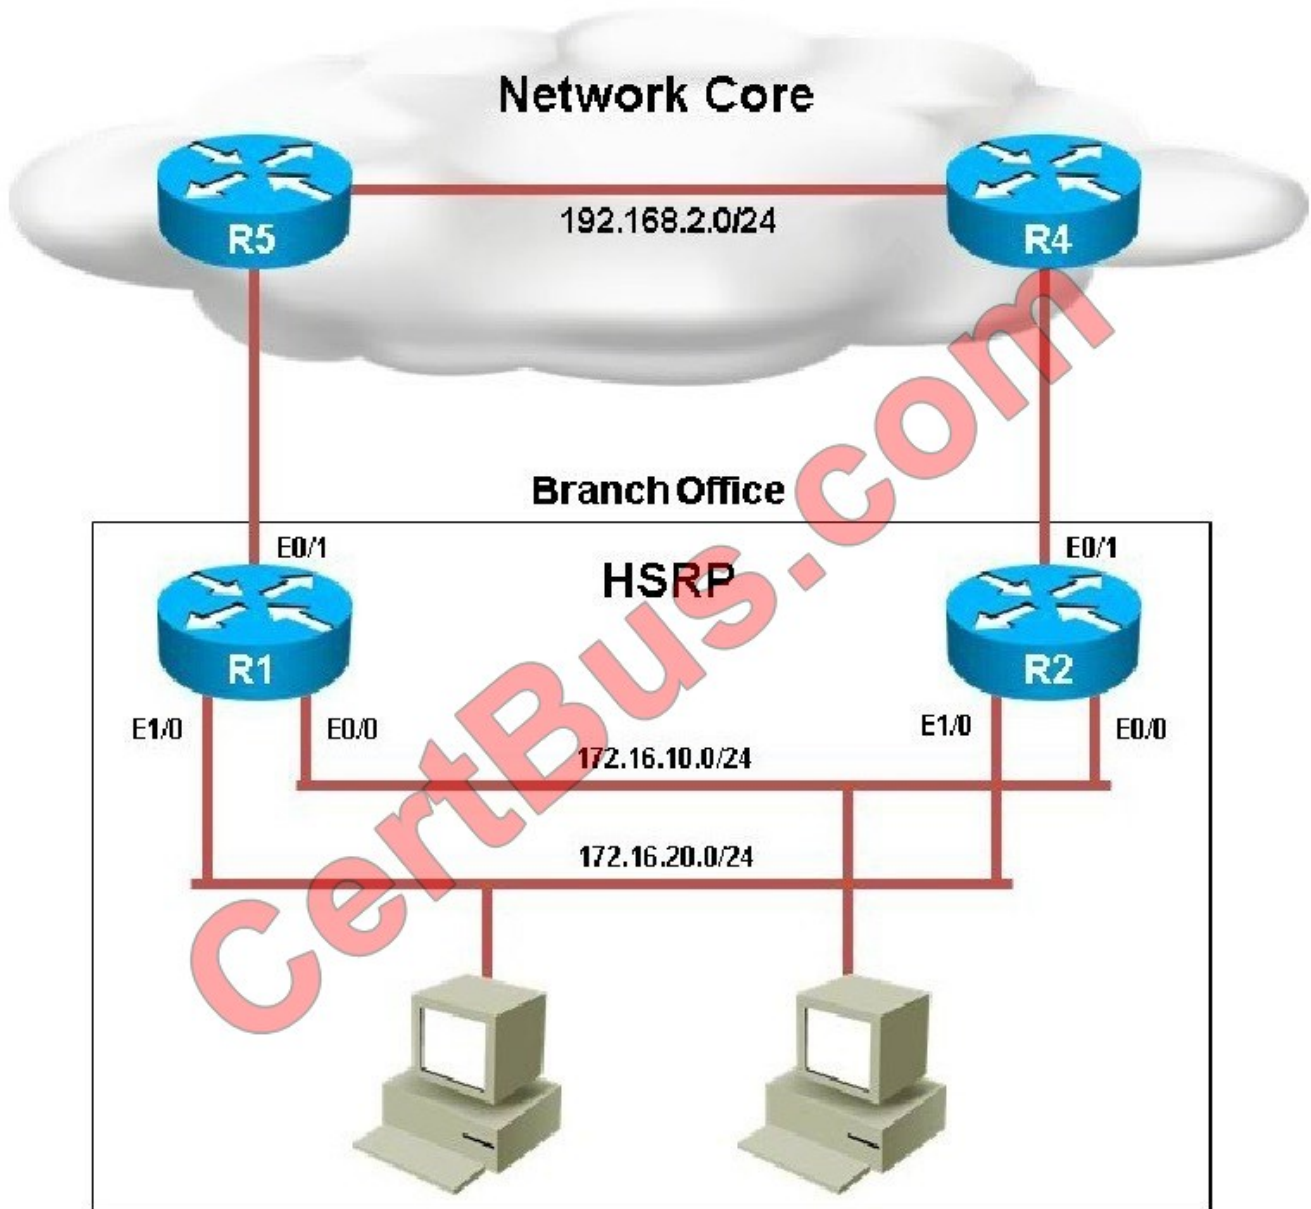 Network Core
R5
192.168.2.0/24
R4
Branch Office
E0/1
HSRP
E0/1
R1
R2
E1/0
E0/0
172.16.10.0/24
E1/0
E0/0
172.16.20.0/24
CertBus.com